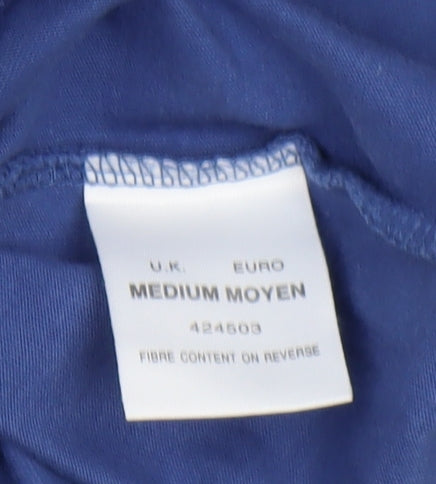 U.K. EURO
MEDIUM MOYEN
424503
FIBRE CONTENT ON REVERSE